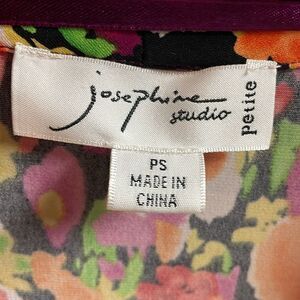 josephine
studio
Petite
PS
MADE IN
CHINA